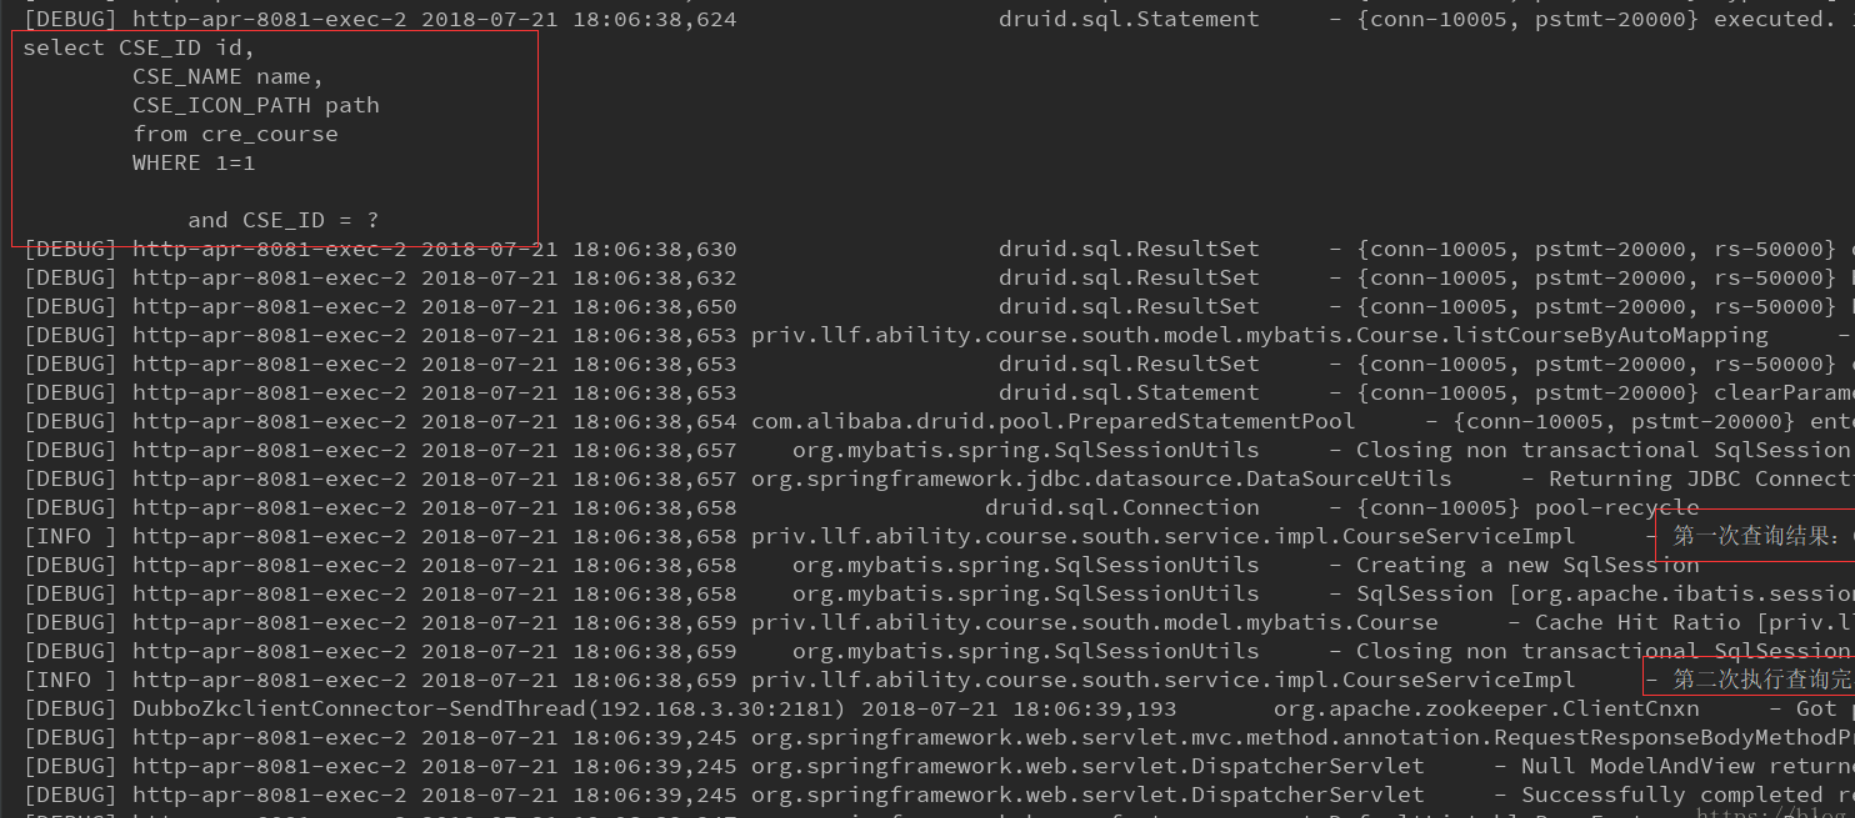 [DEBUG] http-apr-8081-exec-2 2018-07-21 18:06:38,624 druid.sql.Statement - {conn-10005, pstmt-20000} executed.
select CSE_ID id,
CSE_NAME name,
CSE_ICON_PATH path
from cre_course
WHERE 1=1
and CSE_ID = ?
[DEBUG] http-apr-8081-exec-2 2018-07-21 18:06:38,630 druid.sql.ResultSet - {conn-10005, pstmt-20000, rs-50000}
[DEBUG] http-apr-8081-exec-2 2018-07-21 18:06:38,632 druid.sql.ResultSet - {conn-10005, pstmt-20000, rs-50000}
[DEBUG] http-apr-8081-exec-2 2018-07-21 18:06:38,650 druid.sql.ResultSet - {conn-10005, pstmt-20000, rs-50000}
[DEBUG] http-apr-8081-exec-2 2018-07-21 18:06:38,653 priv.llf.ability.course.south.model.mybatis.Course.listCourseByAutoMapping -
[DEBUG] http-apr-8081-exec-2 2018-07-21 18:06:38,653 druid.sql.ResultSet - {conn-10005, pstmt-20000, rs-50000}
[DEBUG] http-apr-8081-exec-2 2018-07-21 18:06:38,653 druid.sql.Statement - {conn-10005, pstmt-20000} clearParame
[DEBUG] http-apr-8081-exec-2 2018-07-21 18:06:38,654 com.alibaba.druid.pool.PreparedStatementPool - {conn-10005, pstmt-20000} ente
[DEBUG] http-apr-8081-exec-2 2018-07-21 18:06:38,657 org.mybatis.spring.SqlSessionUtils - Closing non transactional SqlSession
[DEBUG] http-apr-8081-exec-2 2018-07-21 18:06:38,657 org.springframework.jdbc.datasource.DataSourceUtils - Returning JDBC Connecti
[DEBUG] http-apr-8081-exec-2 2018-07-21 18:06:38,658 druid.sql.Connection - {conn-10005} pool-recycle
[INFO ] http-apr-8081-exec-2 2018-07-21 18:06:38,658 priv.llf.ability.course.south.service.impl.CourseServiceImpl - 第一次查询结果：
[DEBUG] http-apr-8081-exec-2 2018-07-21 18:06:38,658 org.mybatis.spring.SqlSessionUtils - Creating a new SqlSession
[DEBUG] http-apr-8081-exec-2 2018-07-21 18:06:38,658 org.mybatis.spring.SqlSessionUtils - SqlSession [org.apache.ibatis.session
[DEBUG] http-apr-8081-exec-2 2018-07-21 18:06:38,659 priv.llf.ability.course.south.model.mybatis.Course - Cache Hit Ratio [priv.ll
[DEBUG] http-apr-8081-exec-2 2018-07-21 18:06:38,659 org.mybatis.spring.SqlSessionUtils - Closing non transactional SqlSession
[INFO ] http-apr-8081-exec-2 2018-07-21 18:06:38,659 priv.llf.ability.course.south.service.impl.CourseServiceImpl - 第二次执行查询完
[DEBUG] DubboZkclientConnector-SendThread(192.168.3.30:2181) 2018-07-21 18:06:39,193 org.apache.zookeeper.ClientCnxn - Got
[DEBUG] http-apr-8081-exec-2 2018-07-21 18:06:39,245 org.springframework.web.servlet.mvc.method.annotation.RequestResponseBodyMethodPr
[DEBUG] http-apr-8081-exec-2 2018-07-21 18:06:39,245 org.springframework.web.servlet.DispatcherServlet - Null ModelAndView returne
[DEBUG] http-apr-8081-exec-2 2018-07-21 18:06:39,245 org.springframework.web.servlet.DispatcherServlet - Successfully completed re
https://blog